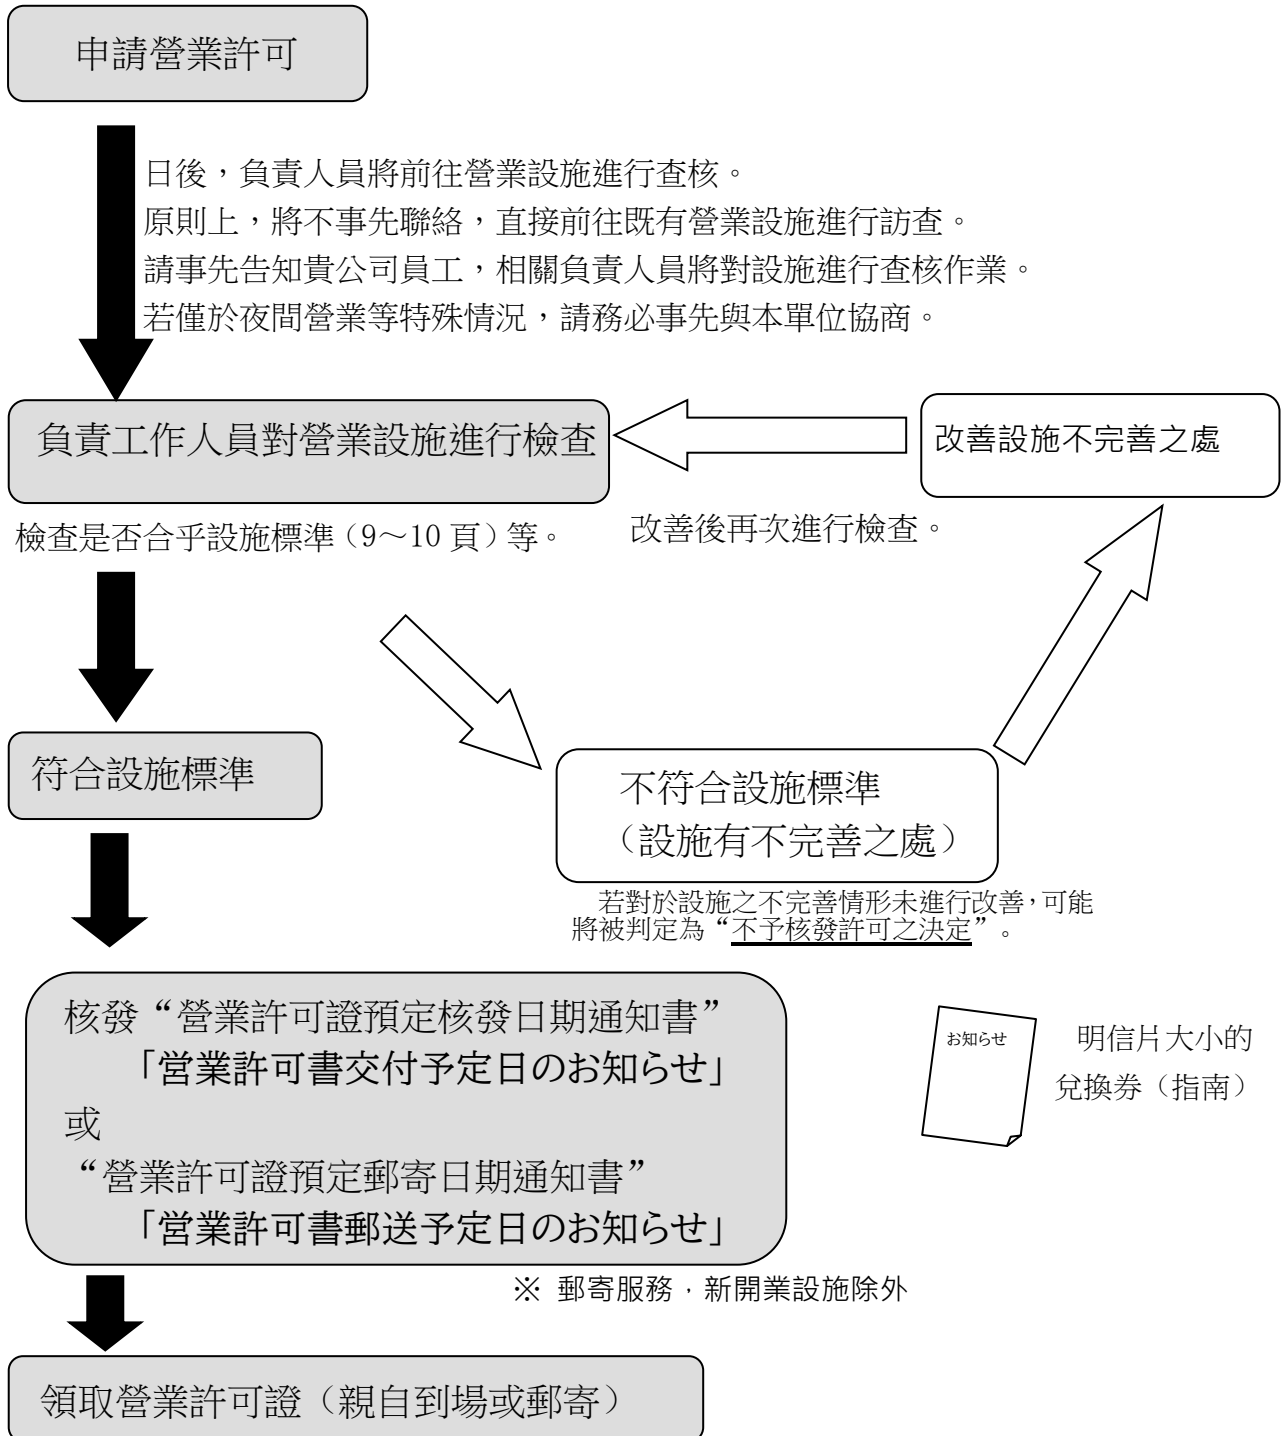 申請營業許可
日後，負責人員將前往營業設施進行查核。
原則上，將不事先聯絡，直接前往既有營業設施進行訪查。
請事先告知貴公司員工，相關負責人員將對設施進行查核作業。
若僅於夜間營業等特殊情況，請務必事先與本單位協商。
負責工作人員對營業設施進行檢查
改善設施不完善之處
檢查是否合乎設施標準（9～10 頁）等。
改善後再次進行檢查。
符合設施標準
不符合設施標準
（設施有不完善之處）
若對於設施之不完善情形未進行改善，可能
將被判定為“不予核發許可之決定”。
核發“營業許可證預定核發日期通知書”
「営業許可書交付予定日のお知らせ」
或
“營業許可證預定郵寄日期通知書”
「営業許可書郵送予定日のお知らせ」
お知らせ
明信片大小的
兌換券（指南）
※ 郵寄服務，新開業設施除外
領取營業許可證（親自到場或郵寄）